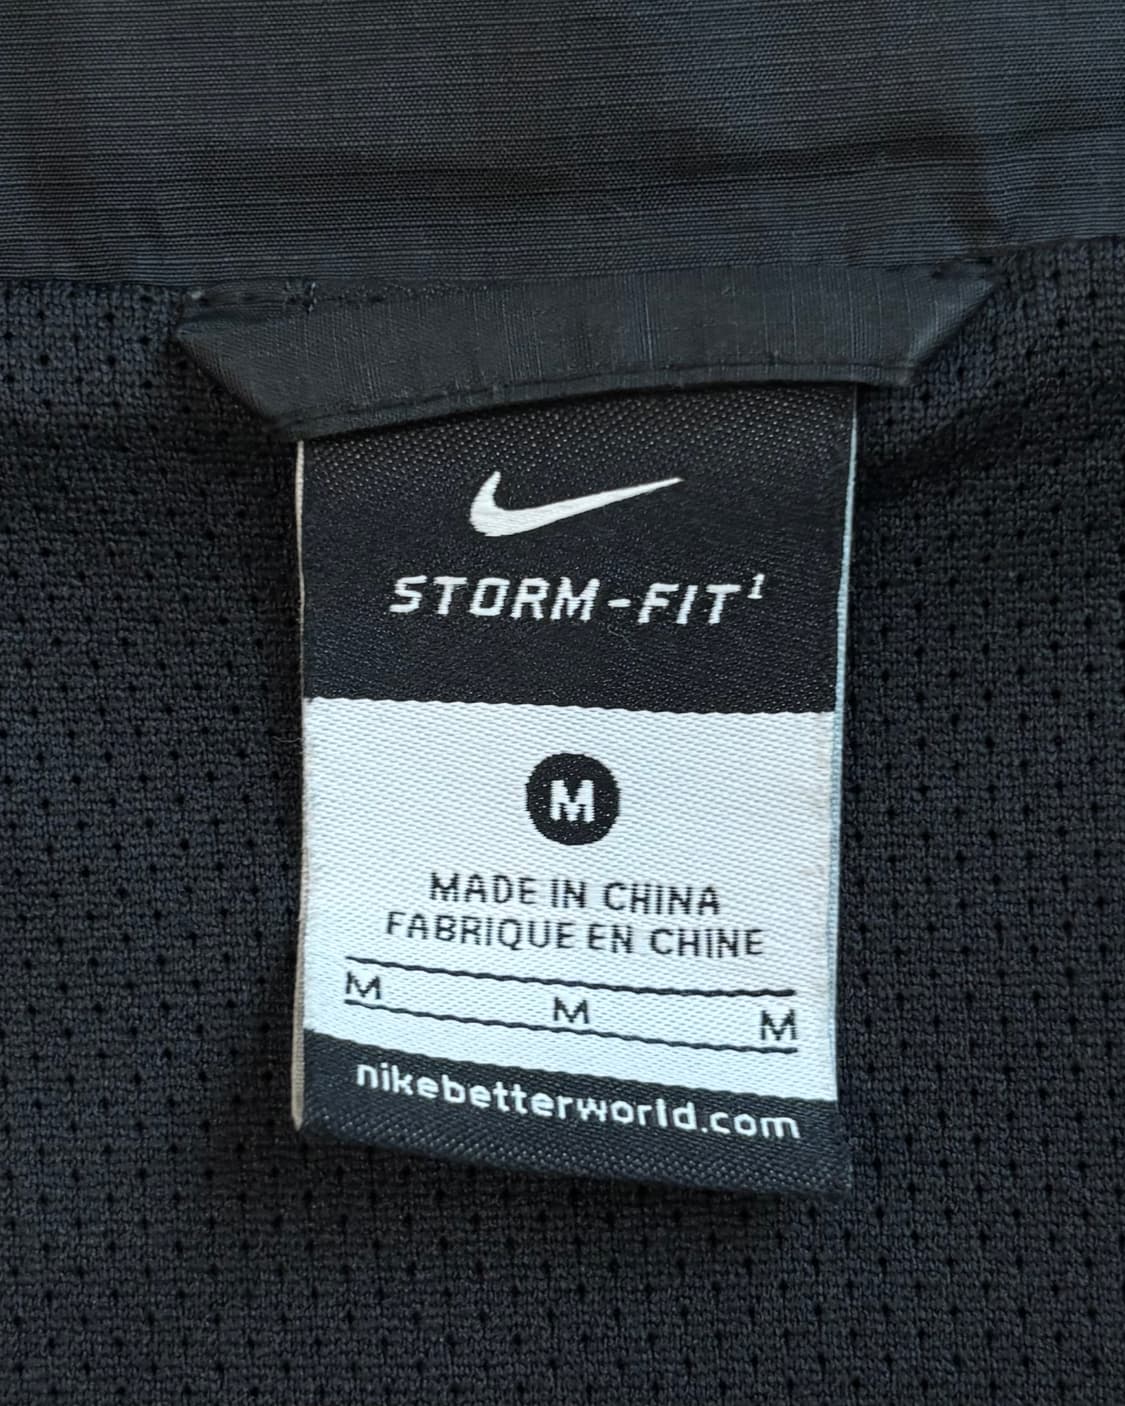 STORM-FIT¹
M
MADE IN CHINA
FABRIQUE EN CHINE
M M M
nikebetterworld.com